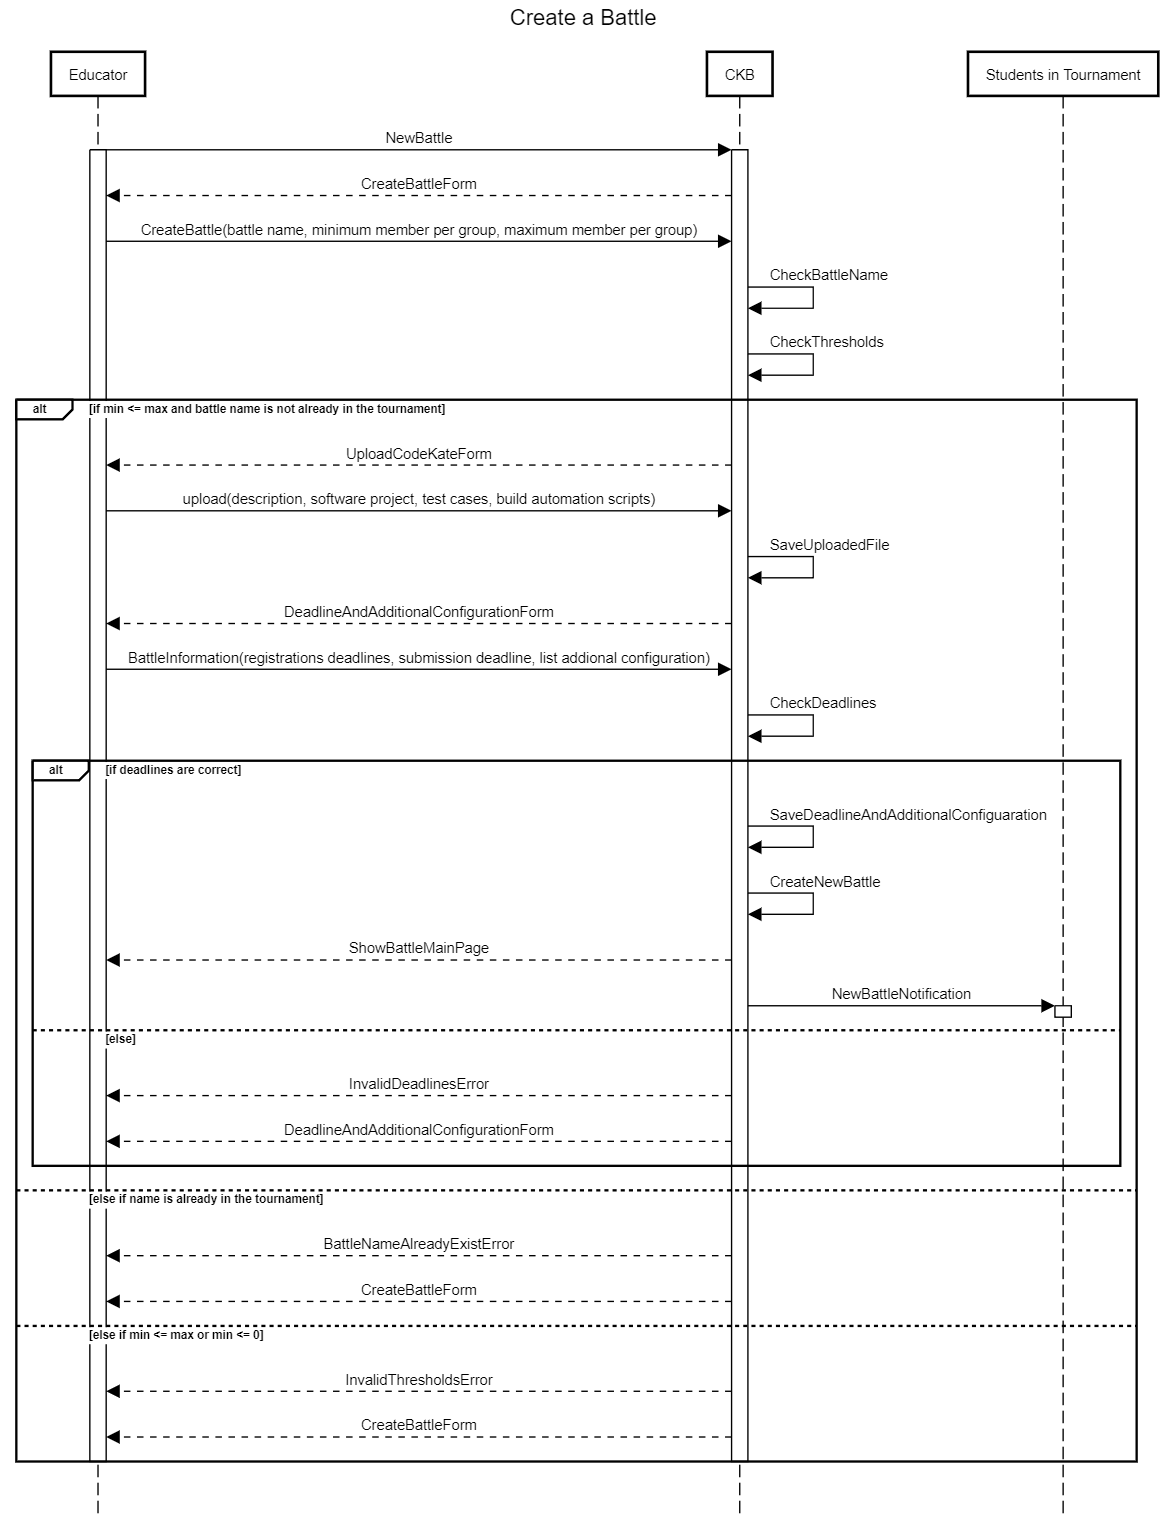 Create a Battle
Educator
CKB
Students in Tournament
NewBattle
CreateBattleForm
CreateBattle(battle name, minimum member per group, maximum member per group)
CheckBattleName
CheckThresholds
alt
[if min <= max and battle name is not already in the tournament]
UploadCodeKateForm
upload(description, software project, test cases, build automation scripts)
SaveUploadedFile
DeadlineAndAdditionalConfigurationForm
BattleInformation(registrations deadlines, submission deadline, list addional configuration)
CheckDeadlines
alt
[if deadlines are correct]
SaveDeadlineAndAdditionalConfiguaration
CreateNewBattle
ShowBattleMainPage
NewBattleNotification
[else]
InvalidDeadlinesError
DeadlineAndAdditionalConfigurationForm
[else if name is already in the tournament]
BattleNameAlreadyExistError
CreateBattleForm
[else if min <= max or min <= 0]
InvalidThresholdsError
CreateBattleForm